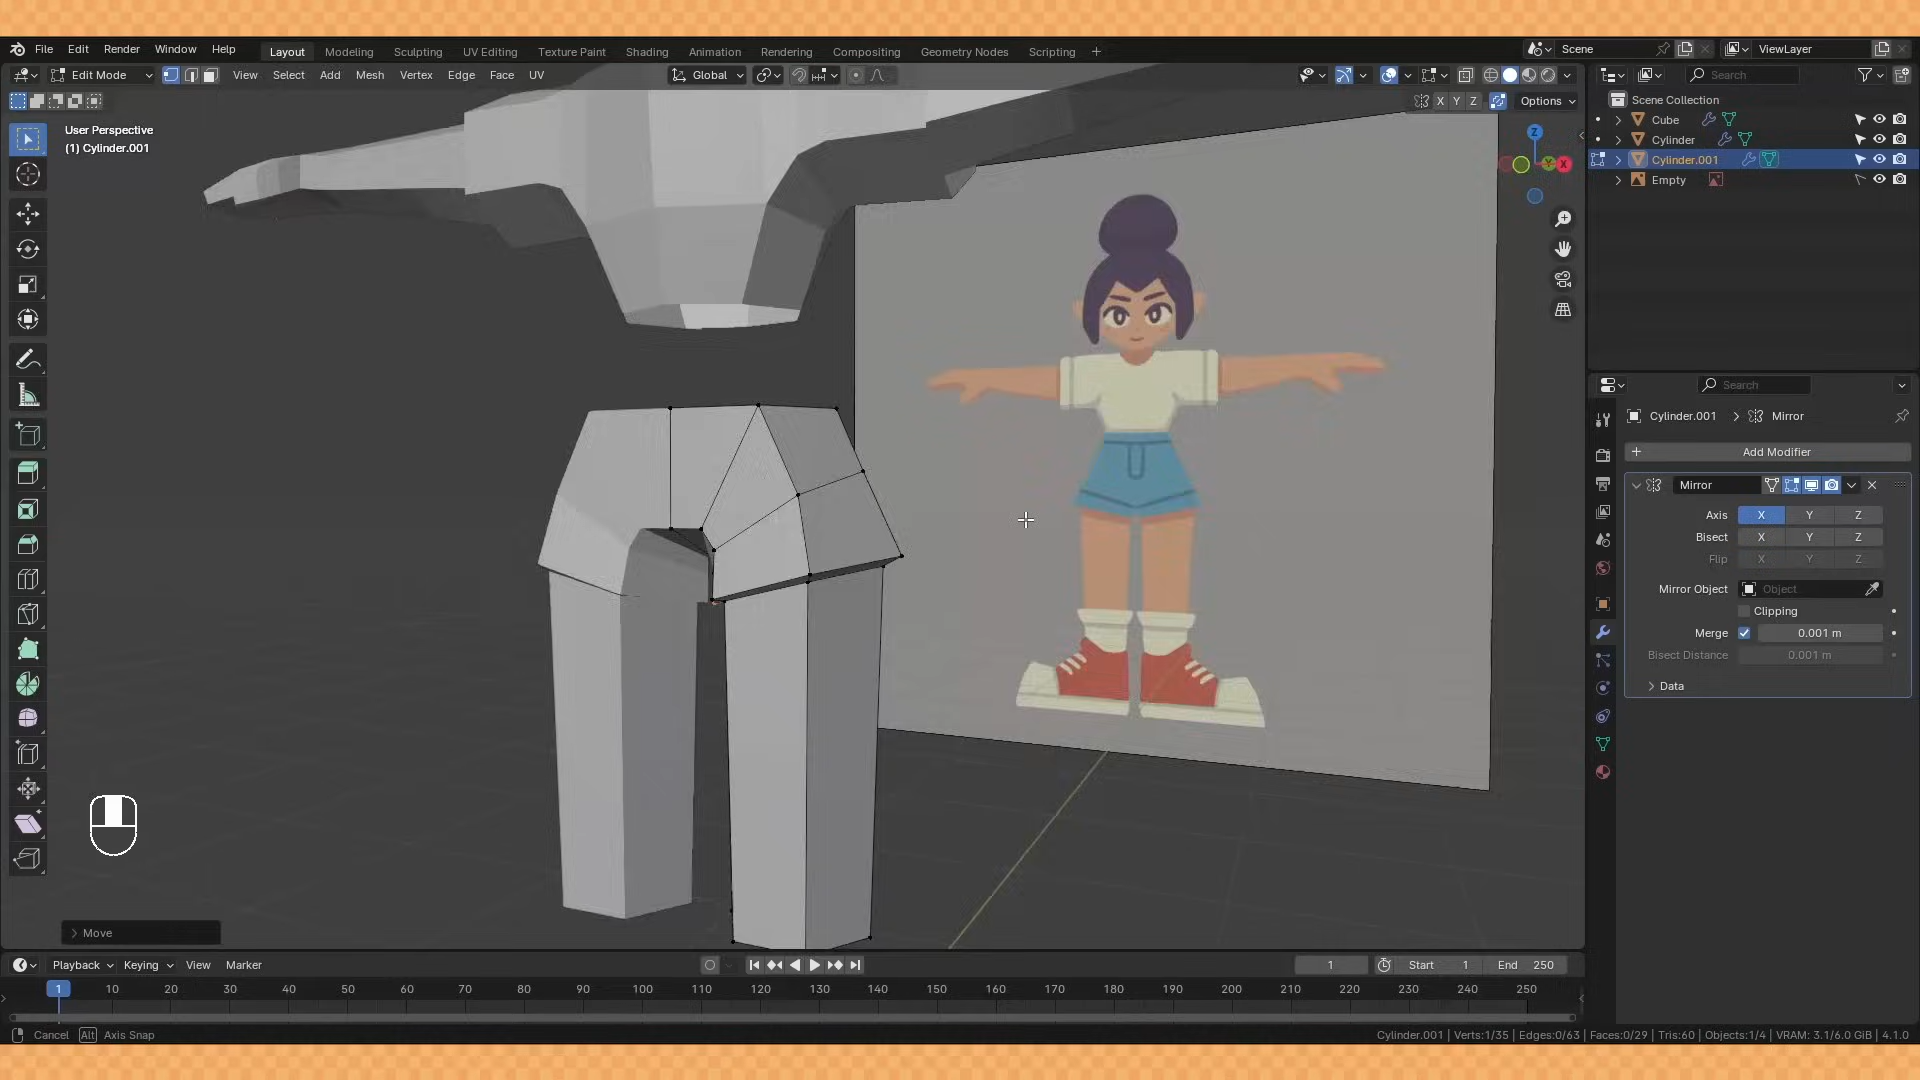 File Edit Render Window Help Layout Modeling Sculpting UV Editing Texture Paint Shading Animation Rendering Compositing Geometry Nodes Scripting + Scene ViewLayer
Edit Mode View Select Add Mesh Vertex Edge Face UV Global Search
X Y Z Options
Scene Collection
Cube
Cylinder
Cylinder.001
Empty
User Perspective
(1) Cylinder.001
Z
Y
X
Search
Cylinder.001 > Mirror
+ Add Modifier
Mirror
Axis X Y Z
Bisect X Y Z
Flip X Y Z
Mirror Object Object
Clipping
Merge 0.001 m
Bisect Distance 0.001 m
> Data
> Move
Playback Keying View Marker 1 Start 1 End 250
1 10 20 30 40 50 60 70 80 90 100 110 120 130 140 150 160 170 180 190 200 210 220 230 240 250
Cancel Alt Axis Snap Cylinder.001 | Verts:1/35 | Edges:0/63 | Faces:0/29 | Tris:60 | Objects:1/4 | VRAM: 3.1/6.0 GiB | 4.1.0